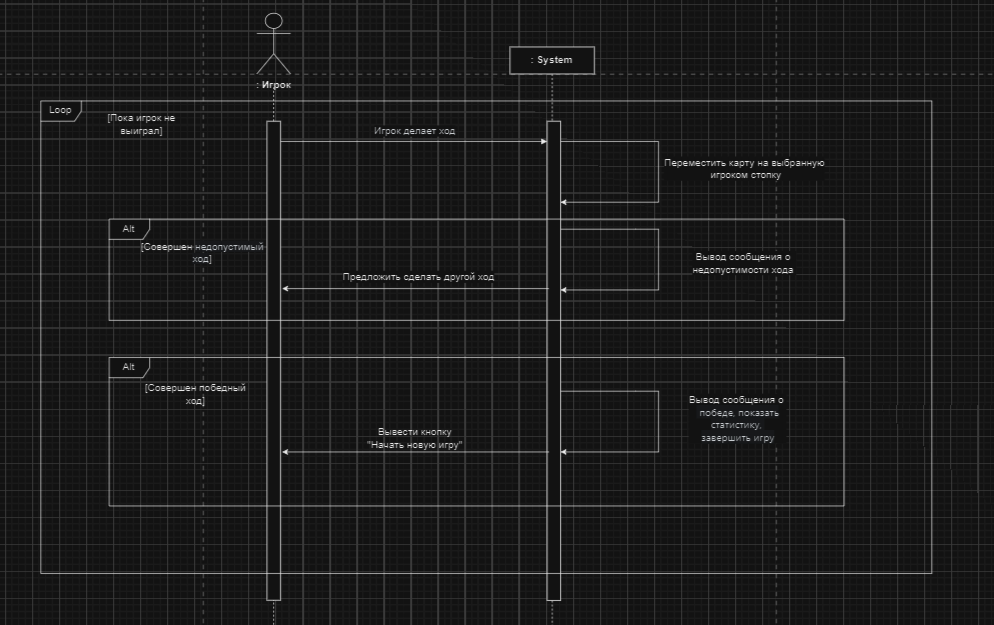 : System
: Игрок
Loop
[Пока игрок не
выиграл]
Игрок делает ход
Переместить карту на выбранную
игроком стопку
Alt
[Совершен недопустимый
ход]
Вывод сообщения о
недопустимости хода
Предложить сделать другой ход
Alt
[Совершен победный
ход]
Вывод сообщения о
победе, показать
статистику,
завершить игру
Вывести кнопку
"Начать новую игру"